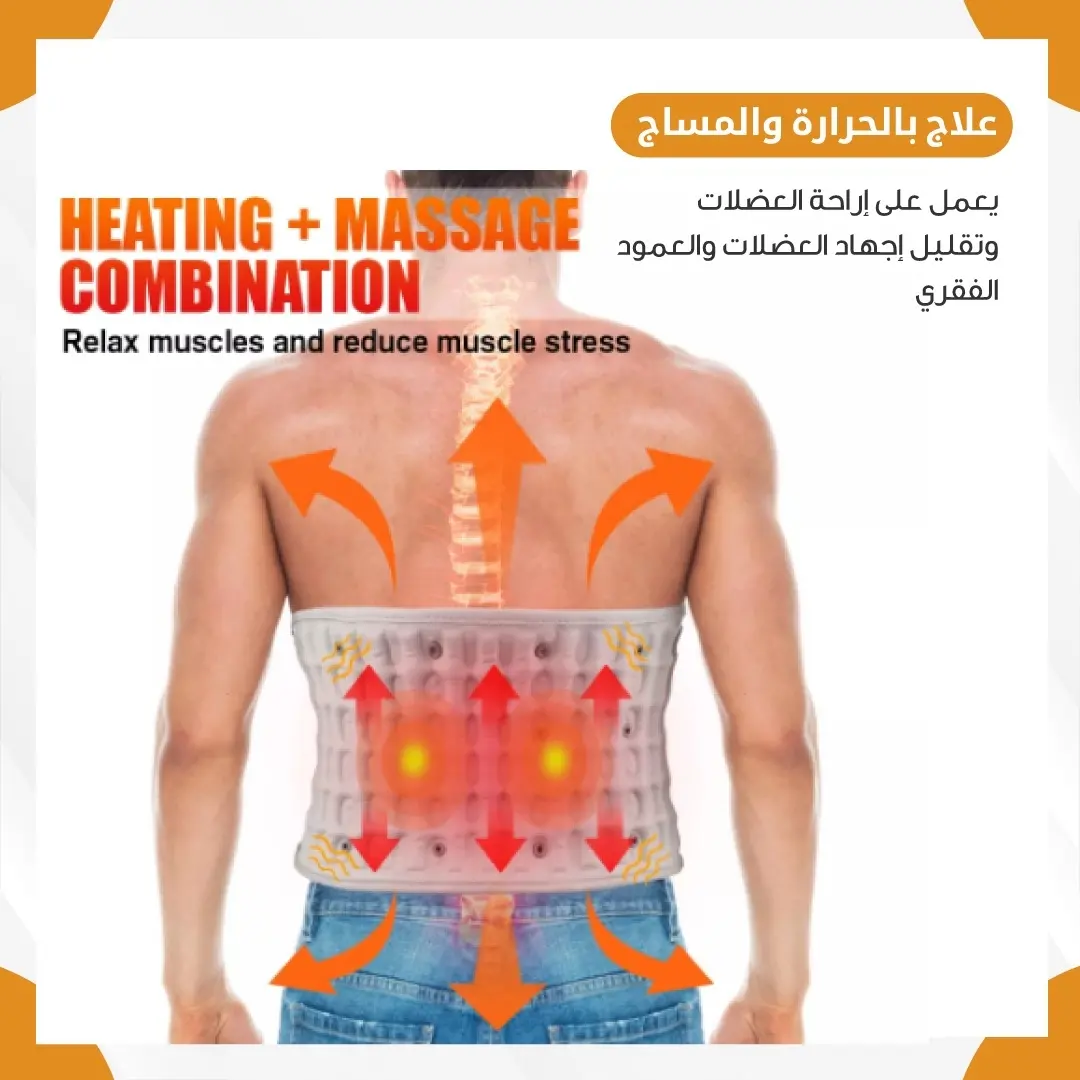 علاج بالحرارة والمساج
يعمل على إراحة العضلات
وتقليل إجهاد العضلات والعمود
الفقري
HEATING + MASSAGE
COMBINATION
Relax muscles and reduce muscle stress